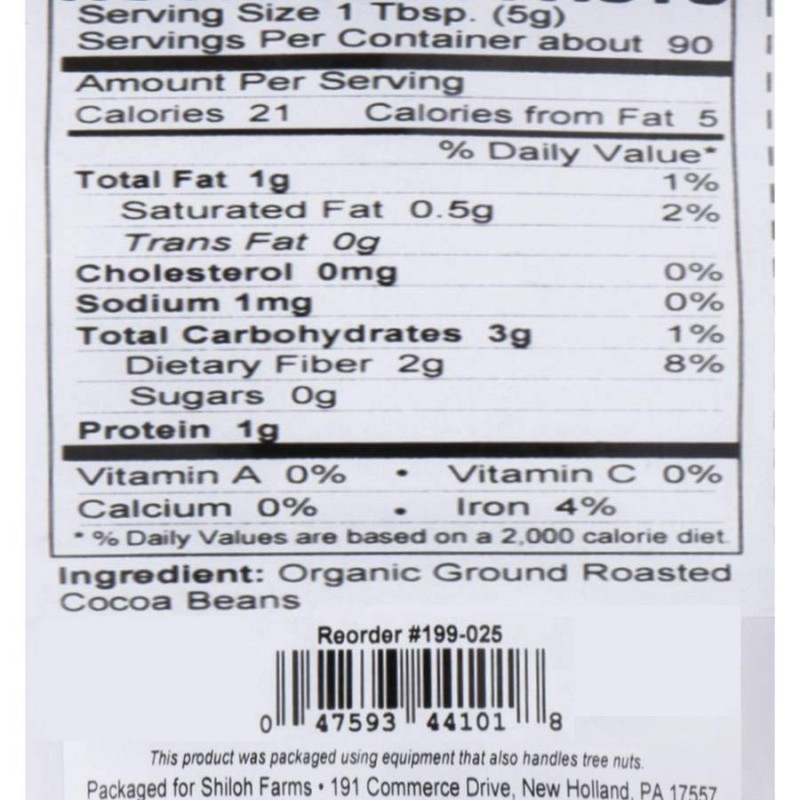 Serving Size 1 Tbsp. (5g)
Servings Per Container about 90
Amount Per Serving
Calories 21 Calories from Fat 5
% Daily Value*
Total Fat 1g 1%
Saturated Fat 0.5g 2%
Trans Fat 0g
Cholesterol 0mg 0%
Sodium 1mg 0%
Total Carbohydrates 3g 1%
Dietary Fiber 2g 8%
Sugars 0g
Protein 1g
Vitamin A 0% • Vitamin C 0%
Calcium 0% • Iron 4%
* % Daily Values are based on a 2,000 calorie diet.
Ingredient: Organic Ground Roasted
Cocoa Beans
Reorder #199-025
0 47593 44101 8
This product was packaged using equipment that also handles tree nuts.
Packaged for Shiloh Farms • 191 Commerce Drive, New Holland, PA 17557